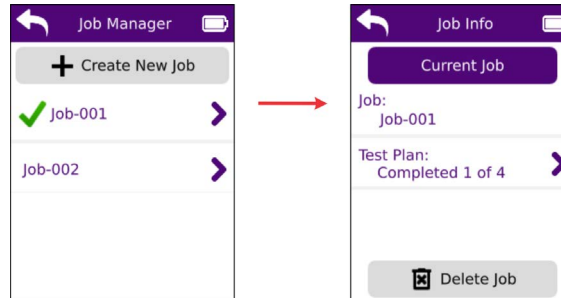 Job Manager
Create New Job
Job-001
Job-002
Job Info
Current Job
Job:
Job-001
Test Plan:
Completed 1 of 4
Delete Job